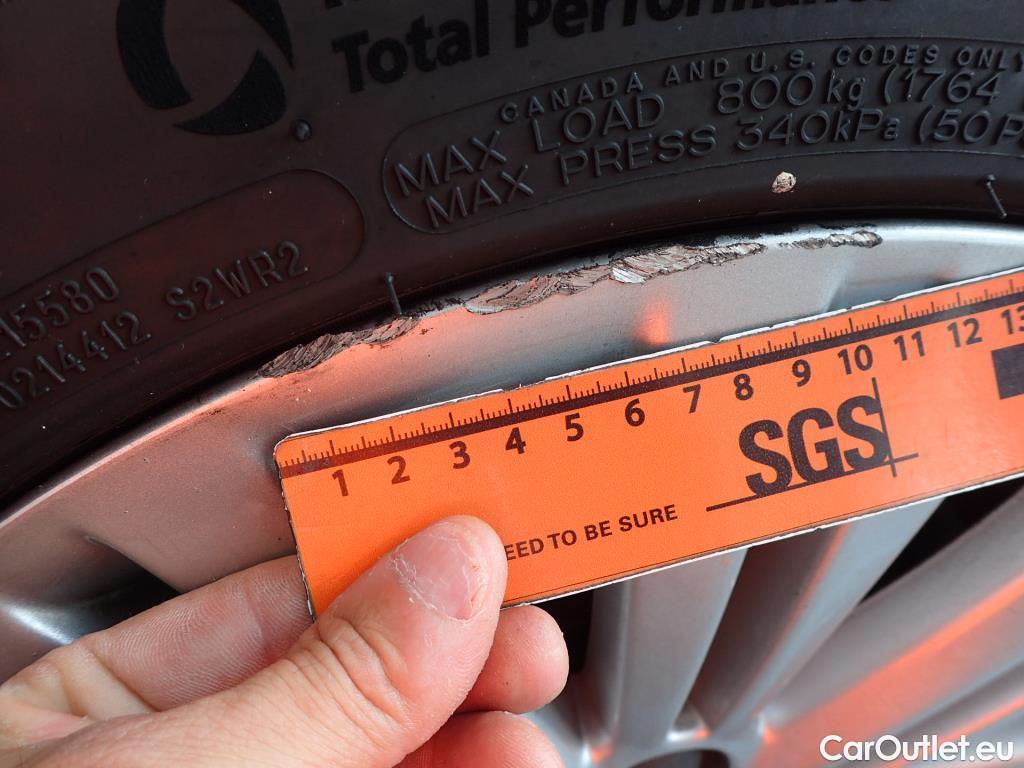 Total Performance
CANADA AND U.S. CODES ONLY
MAX LOAD 800kg (1764
MAX PRESS 340kPa (50
15580
0214412 S2WR2
1 2 3 4 5 6 7 8 9 10 11 12 13
SGS
EED TO BE SURE
CarOutlet.eu